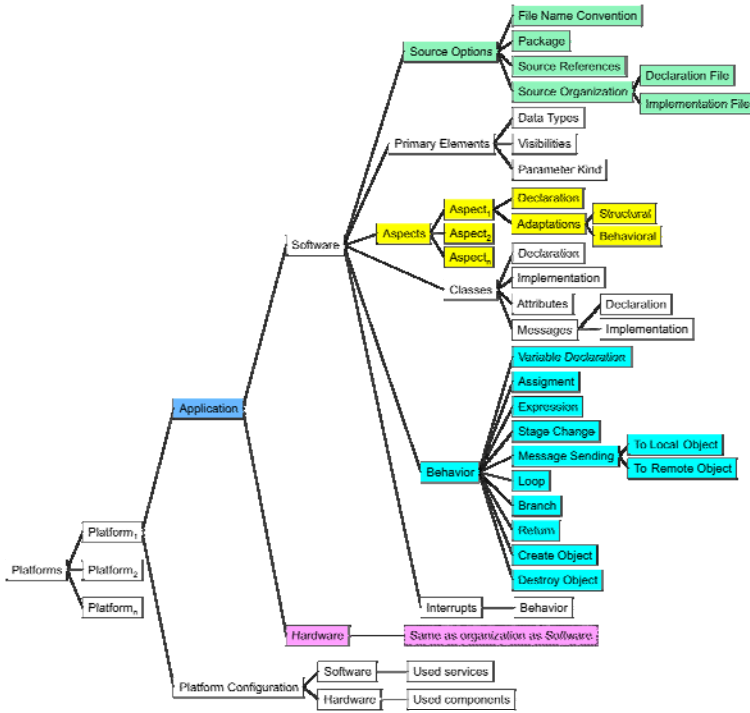 File Name Convention
Package
Source Options
Source References
Declaration File
Source Organization
Implementation File
Data Types
Primary Elements
Visibilities
Parameter Kind
Declaration
Aspect1
Structural
Adaptations
Aspects
Aspect2
Behavioral
Software
Aspectn
Declaration
Implementation
Classes
Attributes
Declaration
Messages
Implementation
Variable Declaration
Assigment
Application
Expression
Stage Change
To Local Object
Message Sending
Behavior
To Remote Object
Loop
Branch
Platform1
Return
Create Object
Platforms
Platform2
Destroy Object
Platformn
Interrupts
Behavior
Hardware
Same as organization as Software
Software
Used services
Platform Configuration
Hardware
Used components